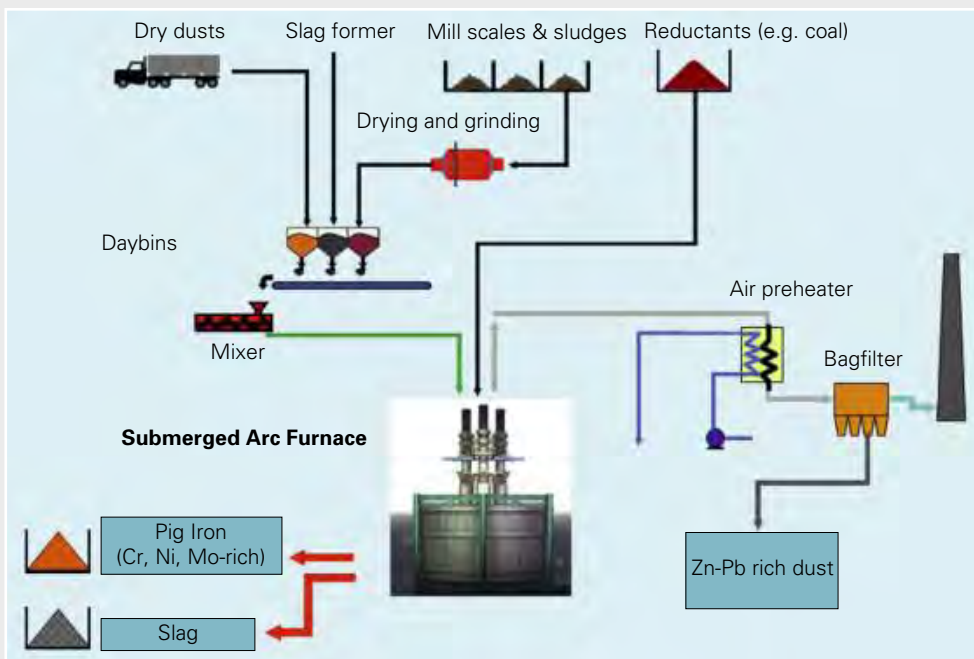 Dry dusts
Slag former
Mill scales & sludges
Reductants (e.g. coal)
Drying and grinding
Daybins
Air preheater
Mixer
Bagfilter
Submerged Arc Furnace
Pig Iron
(Cr, Ni, Mo-rich)
Zn-Pb rich dust
Slag